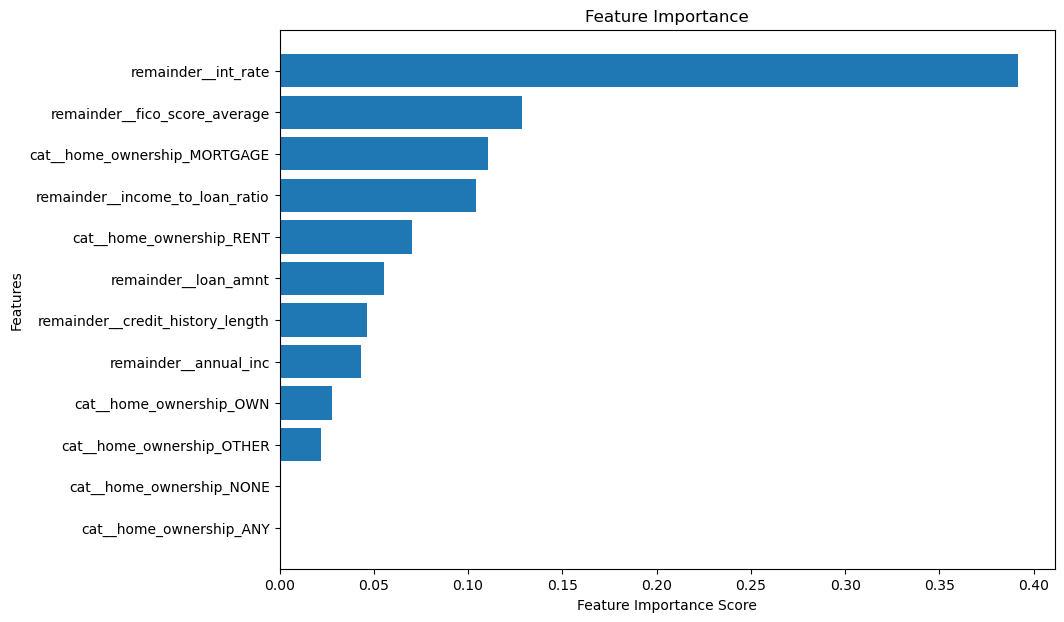 Feature Importance
Features
remainder__int_rate
remainder__fico_score_average
cat__home_ownership_MORTGAGE
remainder__income_to_loan_ratio
cat__home_ownership_RENT
remainder__loan_amnt
remainder__credit_history_length
remainder__annual_inc
cat__home_ownership_OWN
cat__home_ownership_OTHER
cat__home_ownership_NONE
cat__home_ownership_ANY
0.00 0.05 0.10 0.15 0.20 0.25 0.30 0.35 0.40
Feature Importance Score